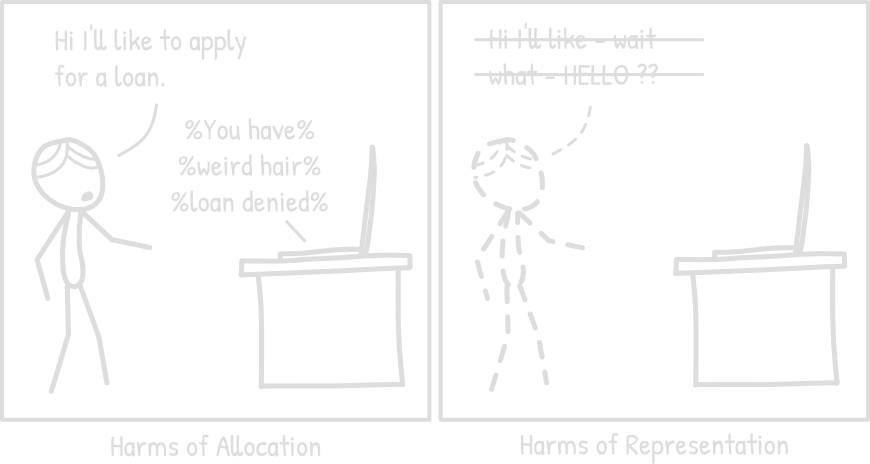 Hi I'll like to apply
for a loan.
%You have%
%weird hair%
%loan denied%
Hi I'll like - wait
what - HELLO ??
Harms of Allocation
Harms of Representation